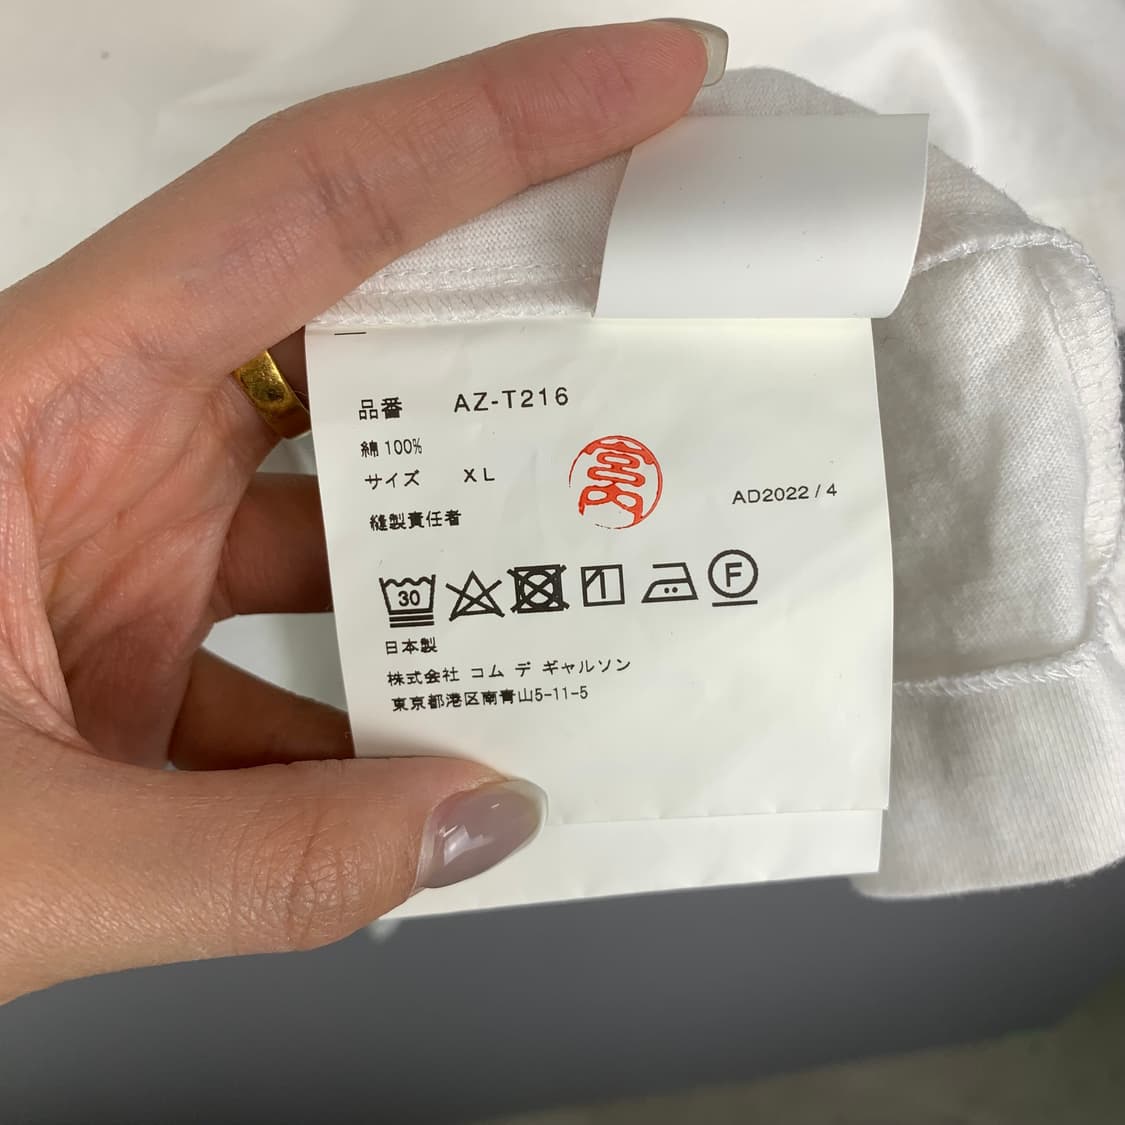 品番 AZ-T216
綿 100%
サイズ XL
縫製責任者 宮内
AD2022 / 4
30
F
日本製
株式会社 コム デ ギャルソン
東京都港区南青山5-11-5